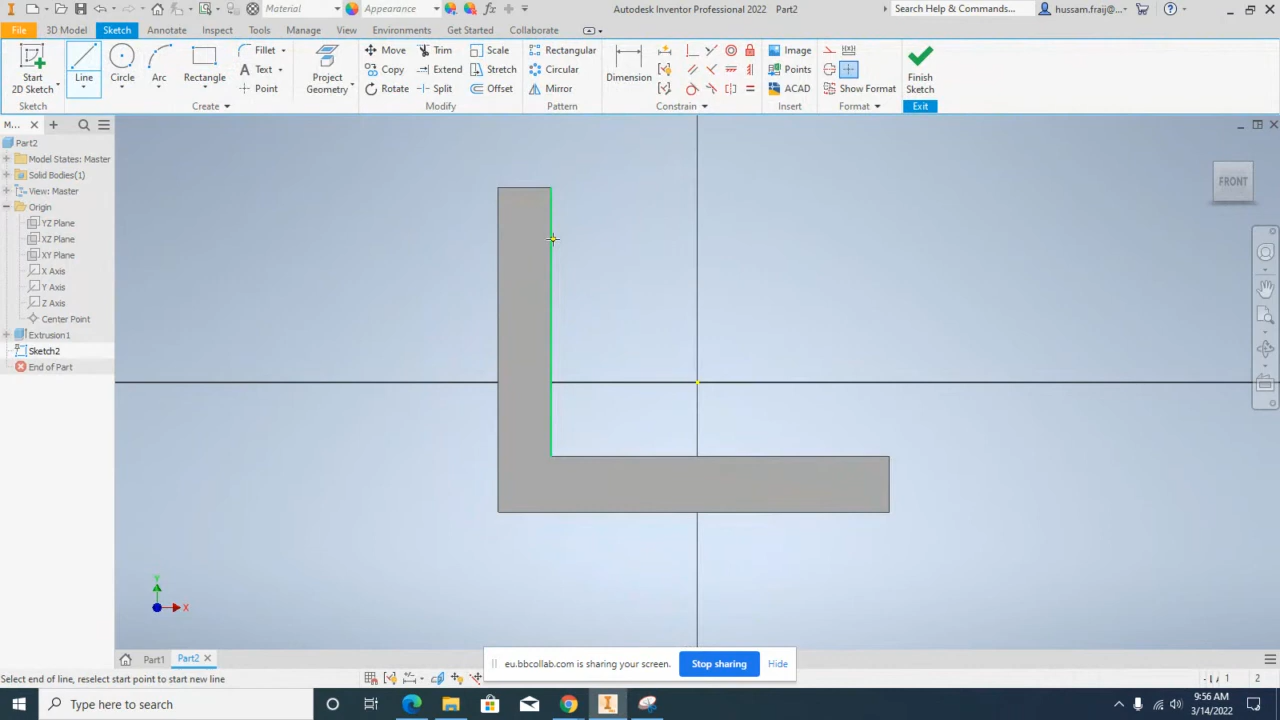 File 3D Model Sketch Annotate Inspect Tools Manage View Environments Get Started Collaborate
Material Appearance Autodesk Inventor Professional 2022 Part2 Search Help & Commands... hussam.fraij@...
Start 2D Sketch
Line
Circle
Arc
Rectangle
Fillet
Text
Point
Project Geometry
Move
Copy
Rotate
Trim
Extend
Split
Scale
Stretch
Offset
Rectangular
Circular
Mirror
Dimension
Image
Points
ACAD
Show Format
Finish Sketch
Sketch Create Modify Pattern Constrain Insert Format Exit
M...
Part2
Model States: Master
Solid Bodies(1)
View: Master
Origin
YZ Plane
XZ Plane
XY Plane
X Axis
Y Axis
Z Axis
Center Point
Extrusion1
Sketch2
End of Part
FRONT
Y
X
Part1 Part2
eu.bbcollab.com is sharing your screen. Stop sharing Hide
Select end of line, reselect start point to start new line 1 2
Type here to search
9:56 AM
3/14/2022